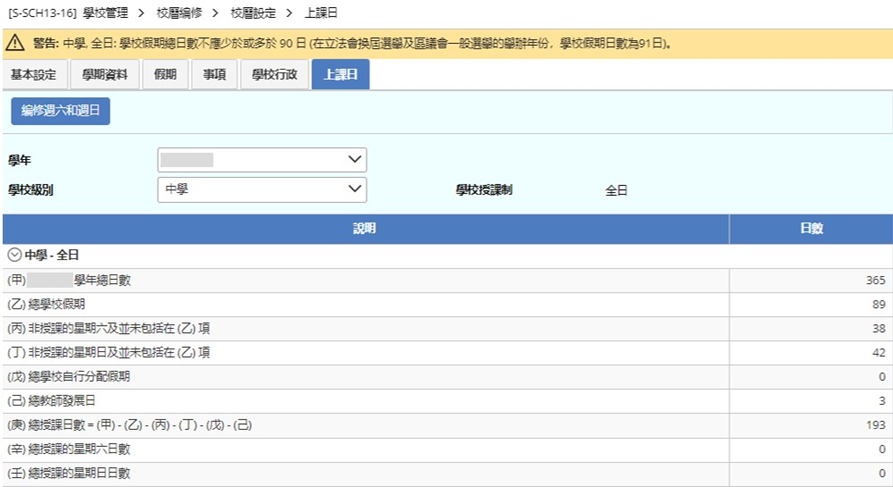 [S-SCH13-16] 學校管理 > 校曆編修 > 校曆設定 > 上課日
警告: 中學, 全日: 學校假期總日數不應少於或多於 90 日 (在立法會換屆選舉及區議會一般選舉的舉辦年份，學校假期日數為91日)。
基本設定 學期資料 假期 事項 學校行政 上課日
編修週六和週日
學年
學校級別 中學 學校授課制 全日
說明 日數
中學 - 全日
(甲) 學年總日數 365
(乙) 總學校假期 89
(丙) 非授課的星期六及並未包括在 (乙) 項 38
(丁) 非授課的星期日及並未包括在 (乙) 項 42
(戊) 總學校自行分配假期 0
(己) 總教師發展日 3
(庚) 總授課日數 = (甲) - (乙) - (丙) - (丁) - (戊) - (己) 193
(辛) 總授課的星期六日數 0
(壬) 總授課的星期日日數 0